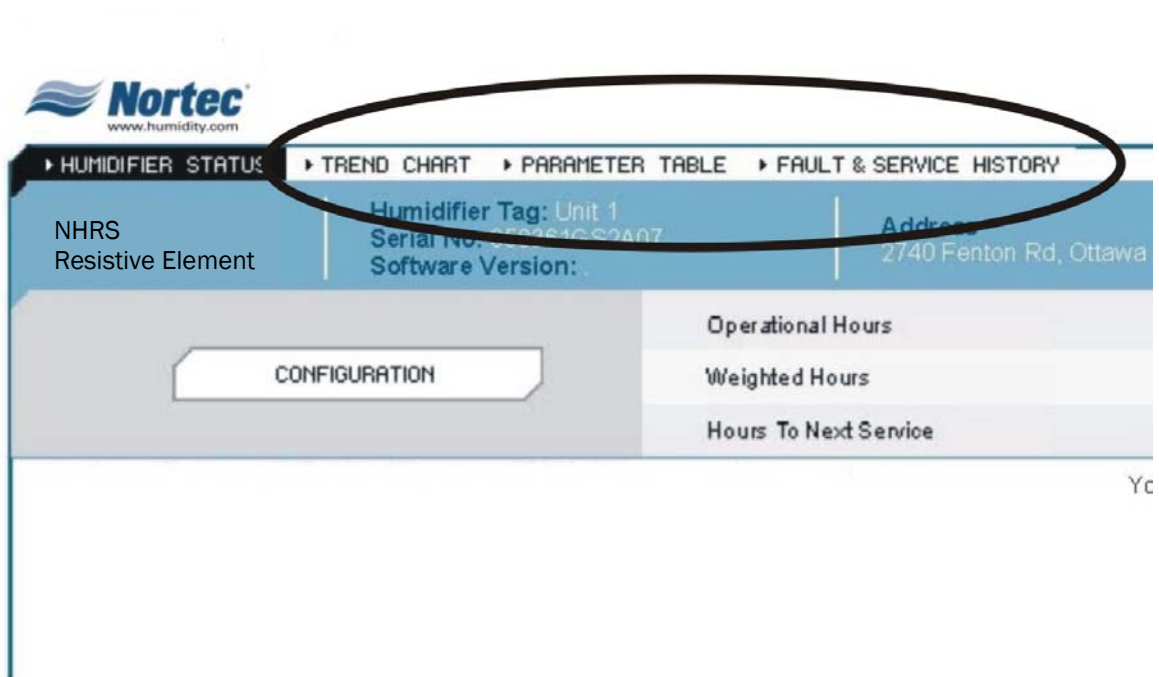 Nortec
www.humidity.com
HUMIDIFIER STATUS
TREND CHART
PARAMETER TABLE
FAULT & SERVICE HISTORY
NHRS
Resistive Element
Humidifier Tag: Unit 1
Serial No:
Software Version:
Address
2740 Fenton Rd, Ottawa
CONFIGURATION
Operational Hours
Weighted Hours
Hours To Next Service